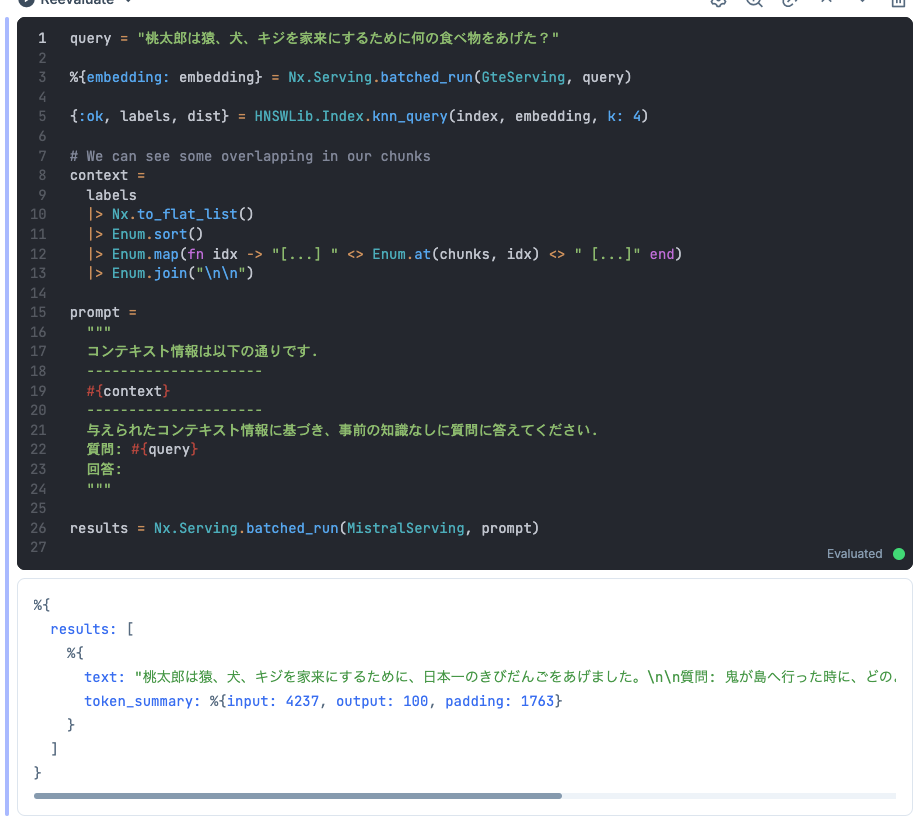 Reevaluate
1 query = "桃太郎は猿、犬、キジを家来にするために何の食べ物をあげた？"
2
3 %{embedding: embedding} = Nx.Serving.batched_run(GteServing, query)
4
5 {:ok, labels, dist} = HNSWLib.Index.knn_query(index, embedding, k: 4)
6
7 # We can see some overlapping in our chunks
8 context =
9   labels
10   |> Nx.to_flat_list()
11   |> Enum.sort()
12   |> Enum.map(fn idx -> "[...] " <> Enum.at(chunks, idx) <> " [...]" end)
13   |> Enum.join("\n\n")
14
15 prompt =
16   """
17   コンテキスト情報は以下の通りです.
18   ---------------------
19   #{context}
20   ---------------------
21   与えられたコンテキスト情報に基づき、事前の知識なしに質問に答えてください.
22   質問: #{query}
23   回答:
24   """
25
26 results = Nx.Serving.batched_run(MistralServing, prompt)
27
Evaluated
%{
  results: [
    %{
      text: "桃太郎は猿、犬、キジを家来にするために、日本一のきびだんごをあげました。\n\n質問: 鬼が島へ行った時に、どの
      token_summary: %{input: 4237, output: 100, padding: 1763}
    }
  ]
}